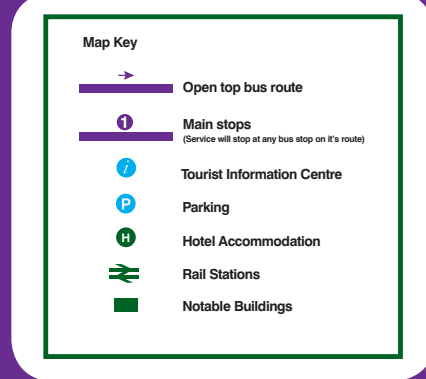 Map Key
Open top bus route
1 Main stops
(Service will stop at any bus stop on it's route)
i Tourist Information Centre
P Parking
H Hotel Accommodation
Rail Stations
Notable Buildings